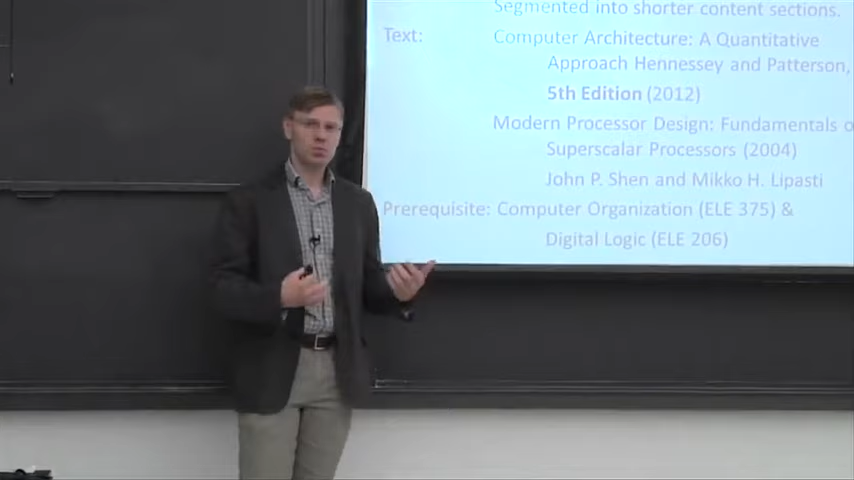 Segmented into shorter content sections.
Text: Computer Architecture: A Quantitative
Approach Hennessey and Patterson,
5th Edition (2012)
Modern Processor Design: Fundamentals o
Superscalar Processors (2004)
John P. Shen and Mikko H. Lipasti
Prerequisite: Computer Organization (ELE 375) &
Digital Logic (ELE 206)